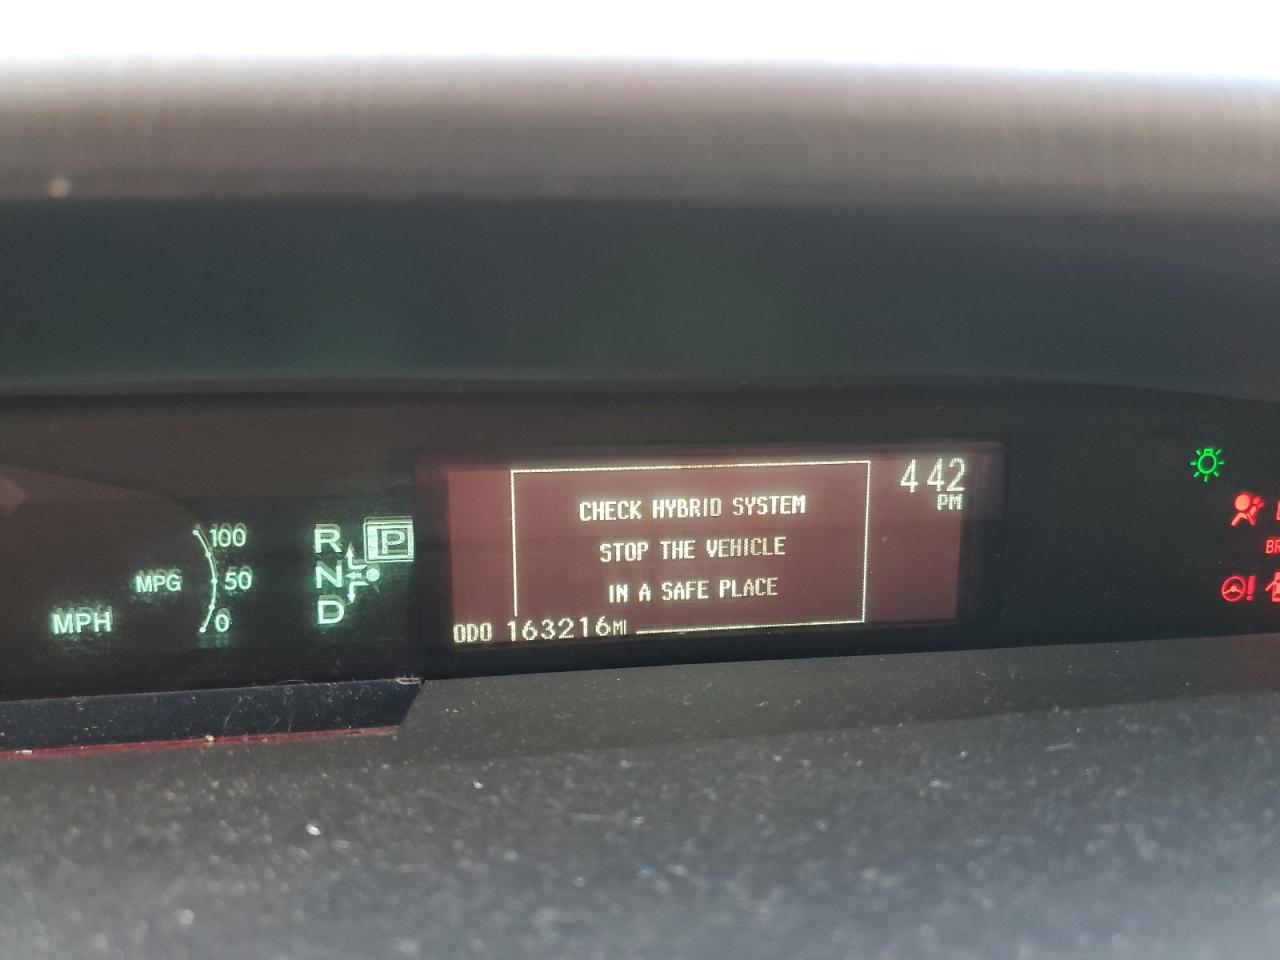 CHECK HYBRID SYSTEM
STOP THE VEHICLE
IN A SAFE PLACE
4 42
PM
ODO 163216MI
100
MPG 50
MPH 0
R P
N
D
BR
!